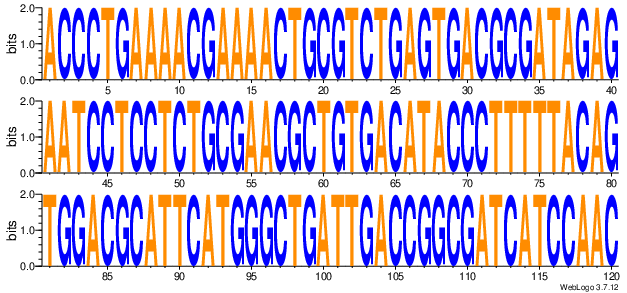 bits
2.0
1.0
0.0
ACCCTGAAAACGAAAACTGCGTCTGAGTGACGCGATAGAG
5 10 15 20 25 30 35 40
bits
2.0
1.0
0.0
AATCCTCCTCTGCGAACGCTGTGACATACCCTTTTTACAG
45 50 55 60 65 70 75 80
bits
2.0
1.0
0.0
TGGACGCATTCATGGGCTGATTGACCGGCGATCATCCAAC
85 90 95 100 105 110 115 120
WebLogo 3.7.12